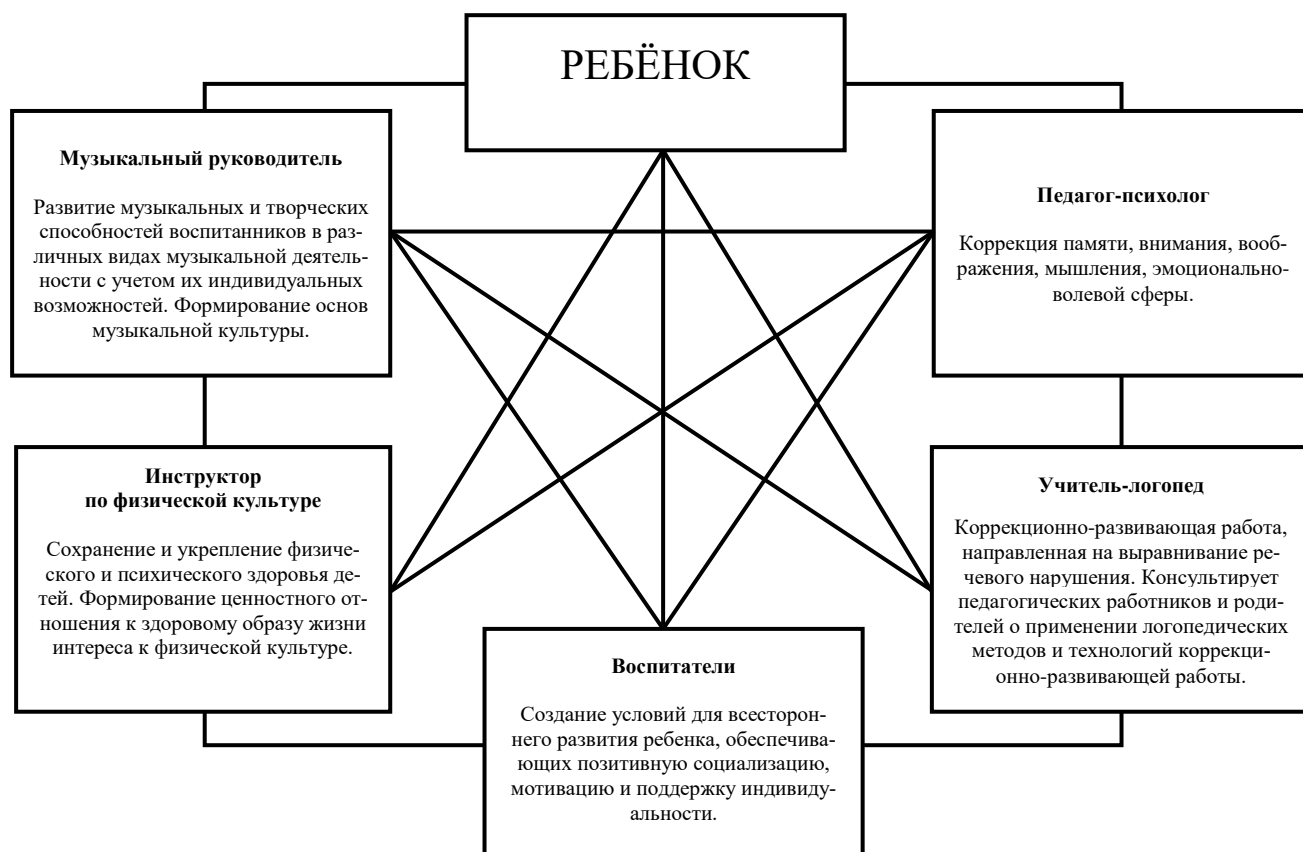 РЕБЁНОК
Музыкальный руководитель
Развитие музыкальных и творческих
способностей воспитанников в раз-
личных видах музыкальной деятель-
ности с учетом их индивидуальных
возможностей. Формирование основ
музыкальной культуры.
Педагог-психолог
Коррекция памяти, внимания, вооб-
ражения, мышления, эмоционально-
волевой сферы.
Инструктор
по физической культуре
Сохранение и укрепление физиче-
ского и психического здоровья де-
тей. Формирование ценностного от-
ношения к здоровому образу жизни
интереса к физической культуре.
Учитель-логопед
Коррекционно-развивающая работа,
направленная на выравнивание ре-
чевого нарушения. Консультирует
педагогических работников и роди-
телей о применении логопедических
методов и технологий коррекци-
онно-развивающей работы.
Воспитатели
Создание условий для всесторон-
него развития ребенка, обеспечива-
ющих позитивную социализацию,
мотивацию и поддержку индивиду-
альности.